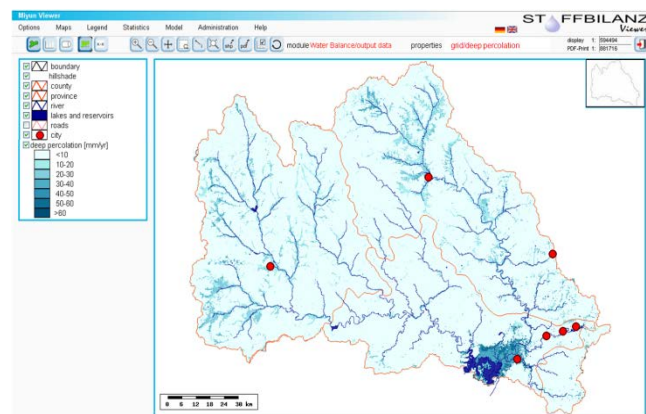 Miyun Viewer
Options Maps Legend Statistics Model Administration
STOFFBILANZ
Viewer
module Water Balance/output data properties grid/deep percolation
display 1: 594494
PDF-Print 1: 881716
boundary
hillshade
county
province
river
lakes and reservoirs
roads
city
deep percolation [mm/yr]
<10
10-20
20-30
30-40
40-50
50-60
>60
0 6 12 18 24 30 km